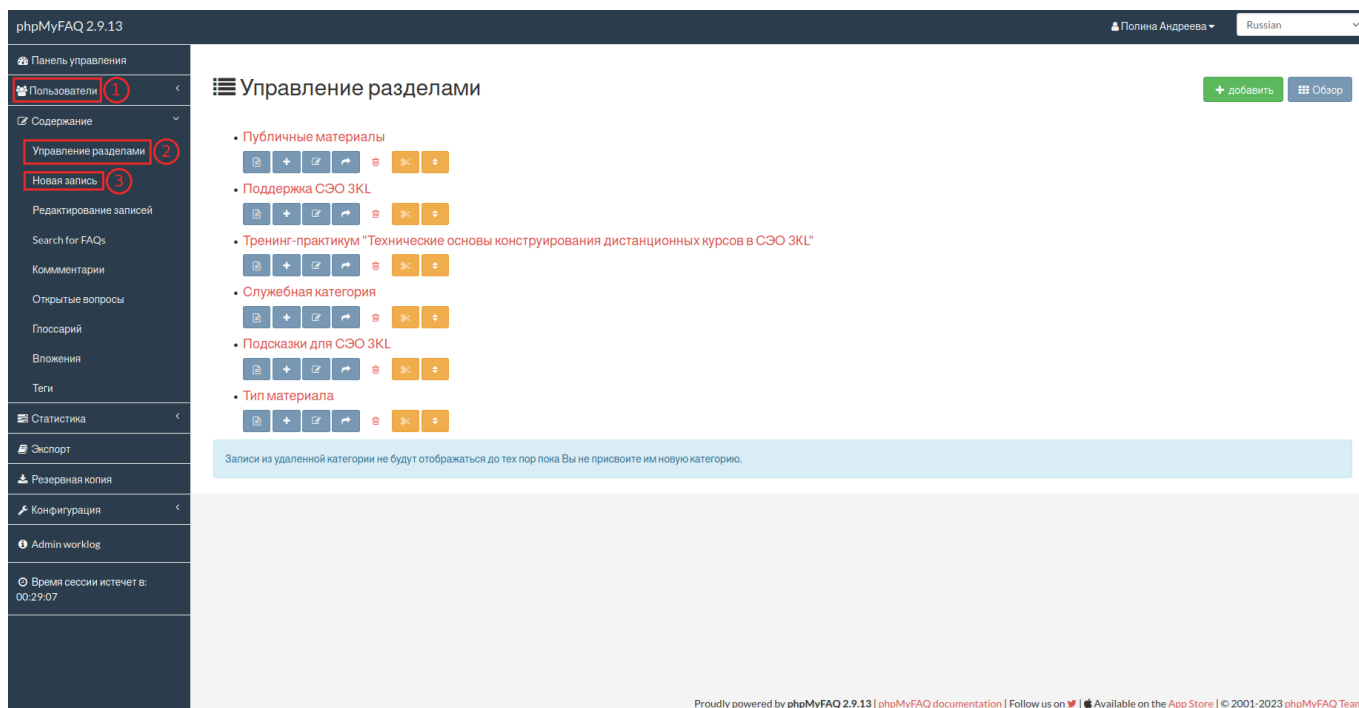 phpMyFAQ 2.9.13
Полина Андреева
Russian
Панель управления
Пользователи 1
Содержание
Управление разделами 2
Новая запись 3
Редактирование записей
Search for FAQs
Коммментарии
Открытые вопросы
Глоссарий
Вложения
Теги
Статистика
Экспорт
Резервная копия
Конфигурация
Admin worklog
Время сессии истечет в:
00:29:07
Управление разделами
добавить
Обзор
Публичные материалы
Поддержка СЭО 3KL
Тренинг-практикум "Технические основы конструирования дистанционных курсов в СЭО 3KL"
Служебная категория
Подсказки для СЭО 3KL
Тип материала
Записи из удаленной категории не будут отображаться до тех пор пока Вы не присвоите им новую категорию.
Proudly powered by phpMyFAQ 2.9.13 | phpMyFAQ documentation | Follow us on | Available on the App Store | © 2001-2023 phpMyFAQ Team